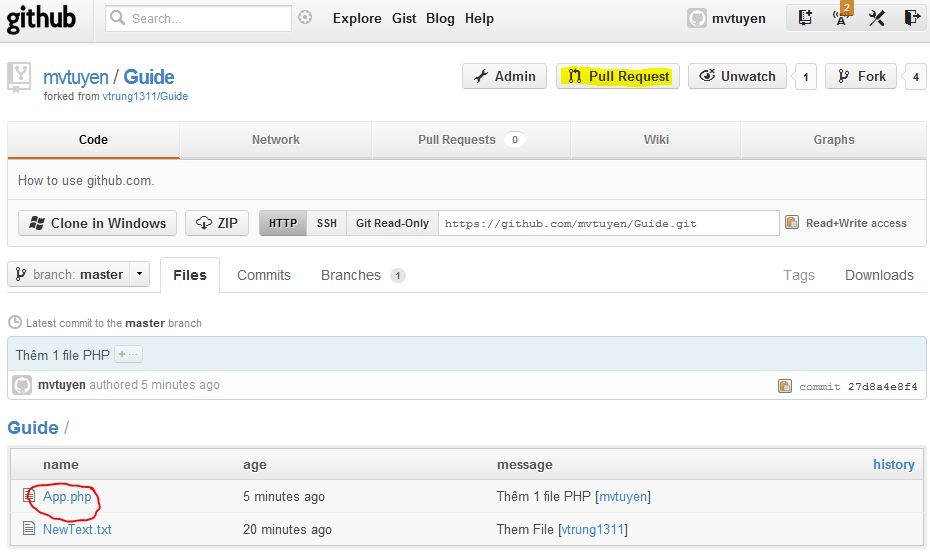 github Search... Explore Gist Blog Help mvtuyen 2
mvtuyen / Guide Admin Pull Request Unwatch 1 Fork 4
forked from vtrung1311/Guide
Code Network Pull Requests 0 Wiki Graphs
How to use github.com.
Clone in Windows ZIP HTTP SSH Git Read-Only https://github.com/mvtuyen/Guide.git Read+Write access
branch: master Files Commits Branches 1 Tags Downloads
Latest commit to the master branch
Thêm 1 file PHP + ...
mvtuyen authored 5 minutes ago commit 27d8a4e8f4
Guide /
name age message history
App.php 5 minutes ago Thêm 1 file PHP [mvtuyen]
NewText.txt 20 minutes ago Them File [vtrung1311]